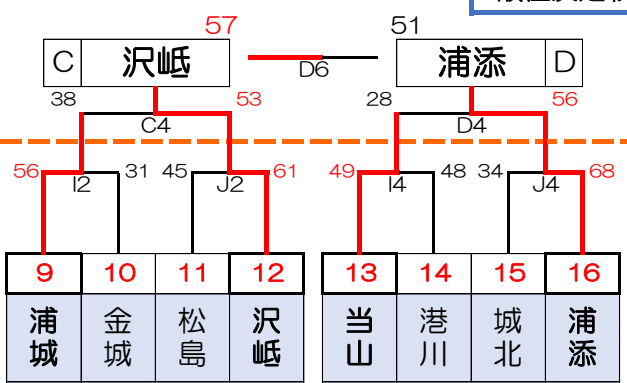 57 51
C 沢岻 D6 浦添 D
38 53 28 56
C4 D4
56 31 45 61 49 48 34 68
I2 J2 I4 J4
9 10 11 12 13 14 15 16
浦城 金城 松島 沢岻 当山 港川 城北 浦添